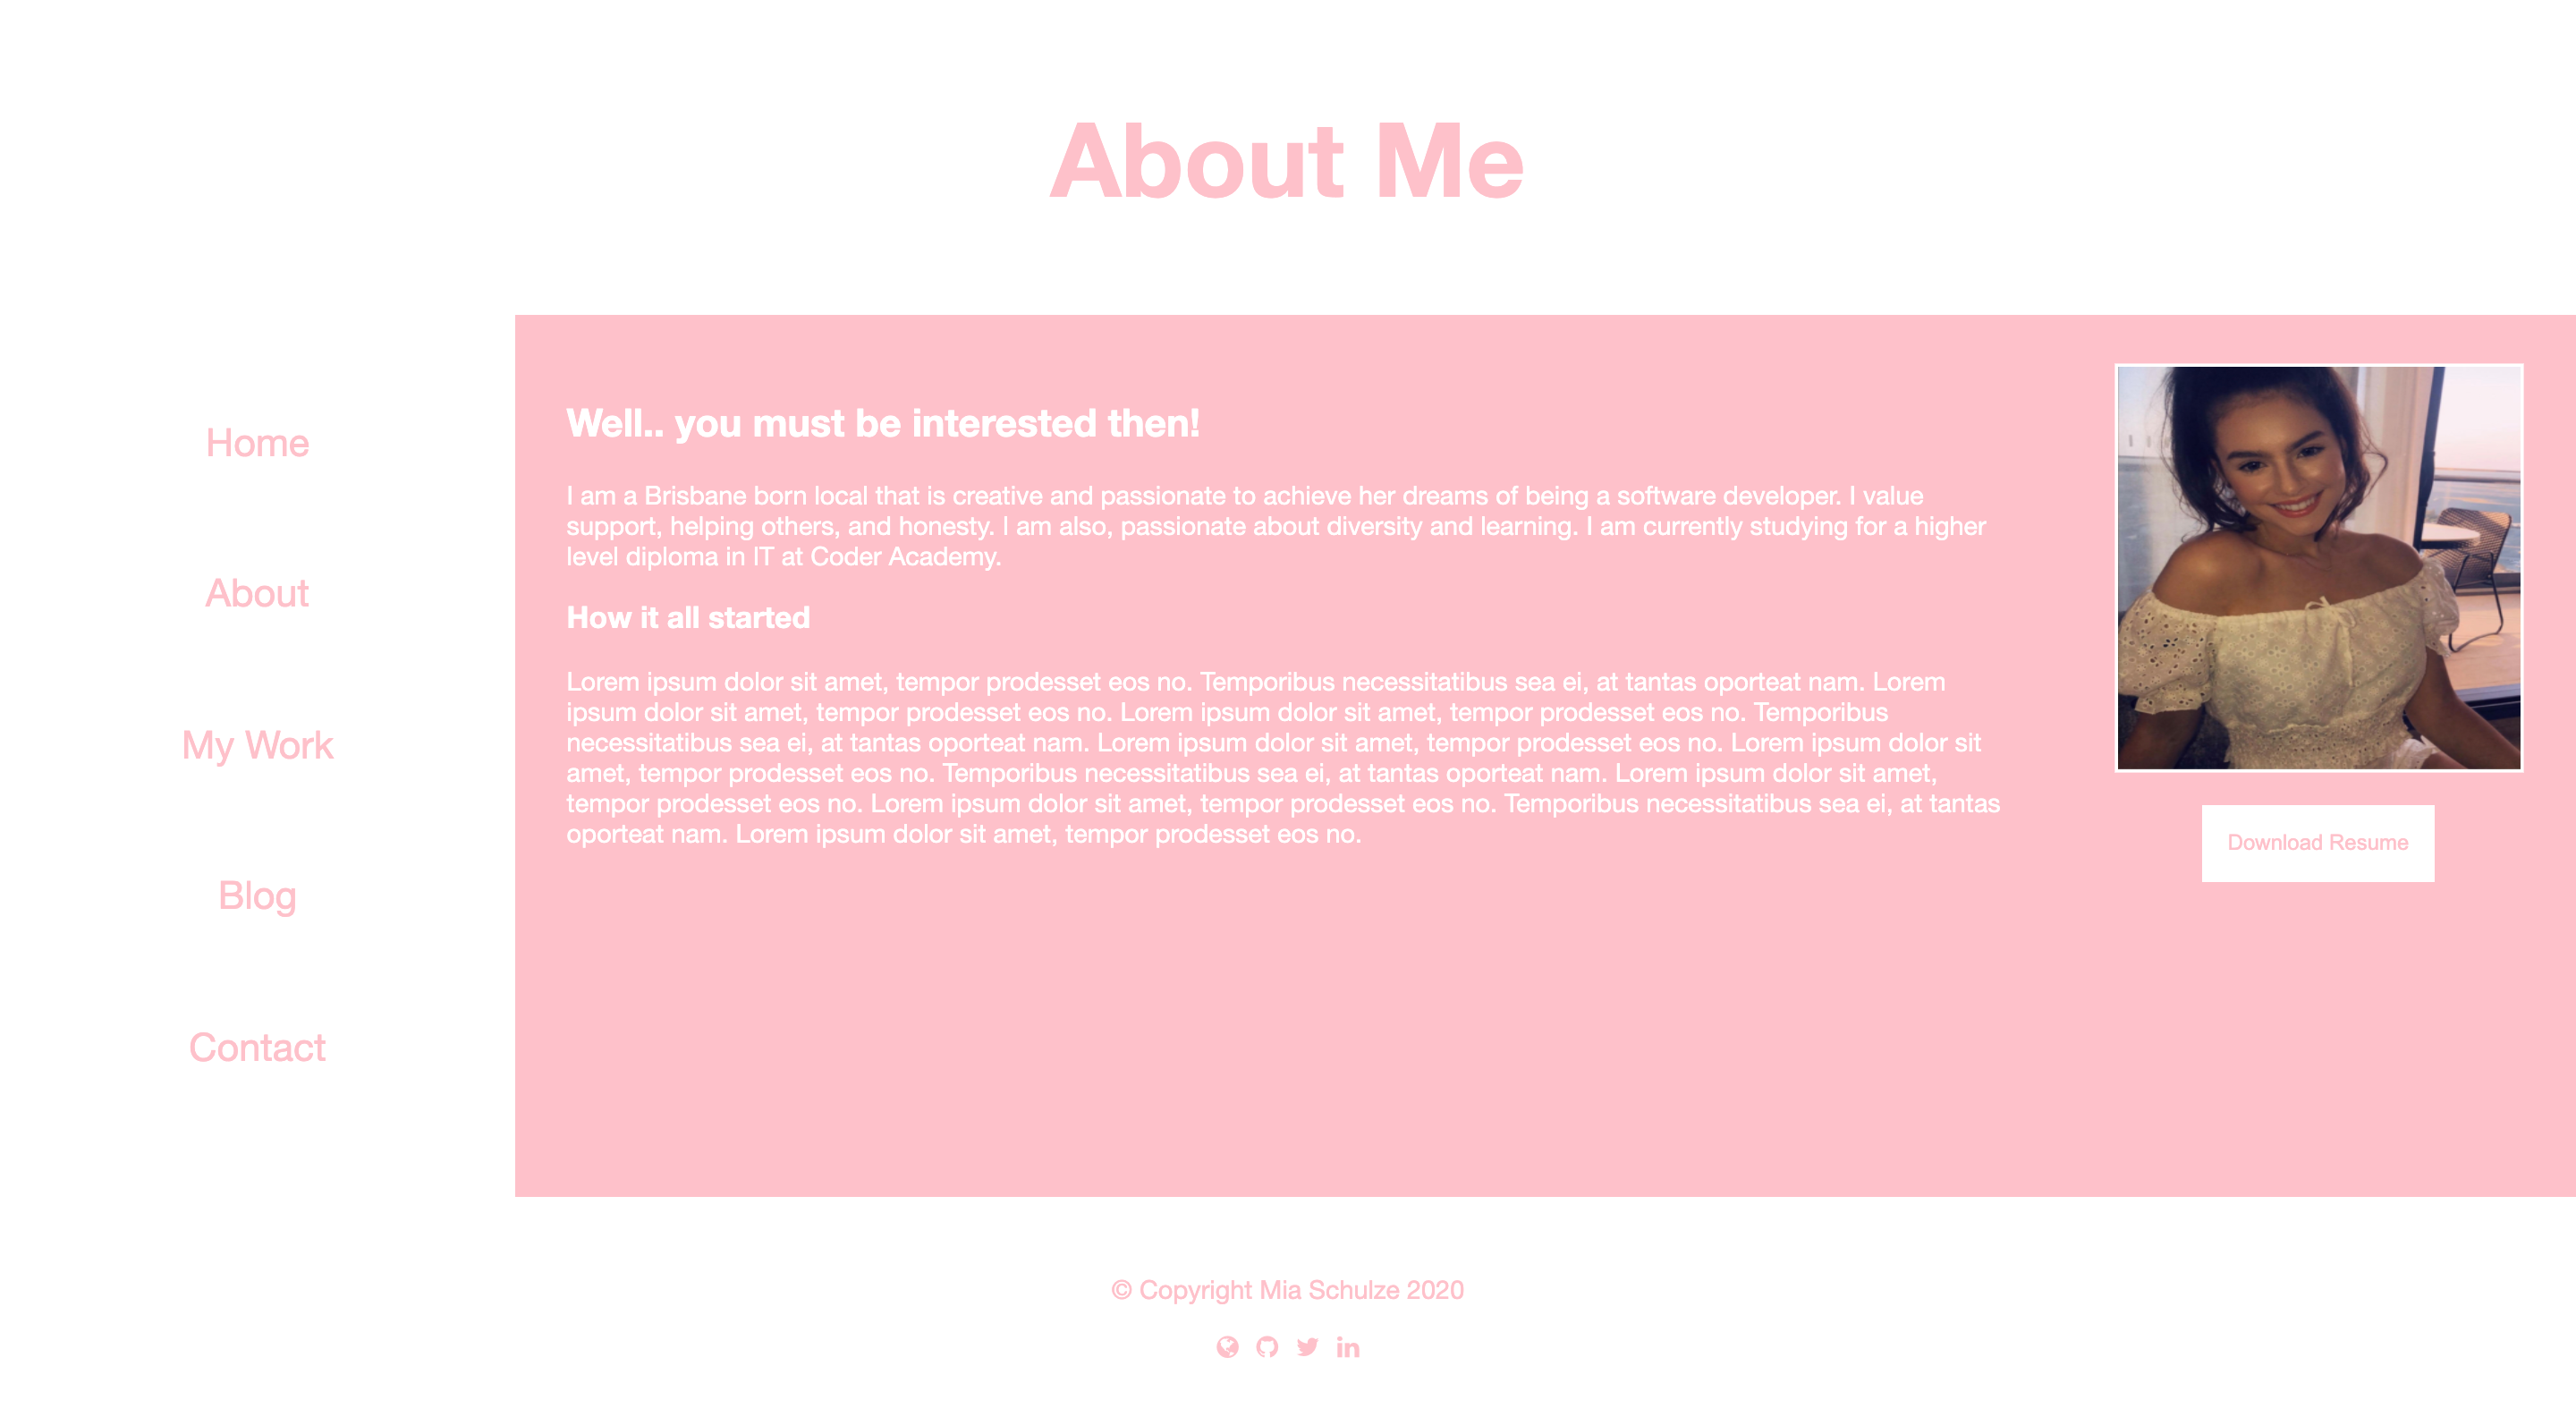 About Me
Home
About
My Work
Blog
Contact
Well.. you must be interested then!
I am a Brisbane born local that is creative and passionate to achieve her dreams of being a software developer. I value
support, helping others, and honesty. I am also, passionate about diversity and learning. I am currently studying for a higher
level diploma in IT at Coder Academy.
How it all started
Lorem ipsum dolor sit amet, tempor prodesset eos no. Temporibus necessitatibus sea ei, at tantas oporteat nam. Lorem
ipsum dolor sit amet, tempor prodesset eos no. Lorem ipsum dolor sit amet, tempor prodesset eos no. Temporibus
necessitatibus sea ei, at tantas oporteat nam. Lorem ipsum dolor sit amet, tempor prodesset eos no. Lorem ipsum dolor sit
amet, tempor prodesset eos no. Temporibus necessitatibus sea ei, at tantas oporteat nam. Lorem ipsum dolor sit amet,
tempor prodesset eos no. Lorem ipsum dolor sit amet, tempor prodesset eos no. Temporibus necessitatibus sea ei, at tantas
oporteat nam. Lorem ipsum dolor sit amet, tempor prodesset eos no.
Download Resume
© Copyright Mia Schulze 2020
in